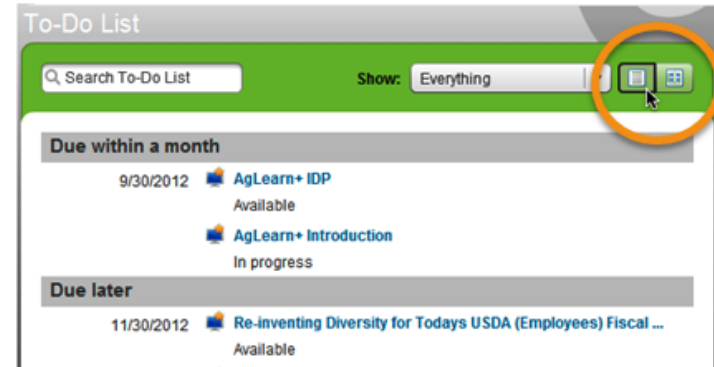 To-Do List
Search To-Do List
Show: Everything
Due within a month
9/30/2012 AgLearn+ IDP
Available
AgLearn+ Introduction
In progress
Due later
11/30/2012 Re-inventing Diversity for Todays USDA (Employees) Fiscal ...
Available